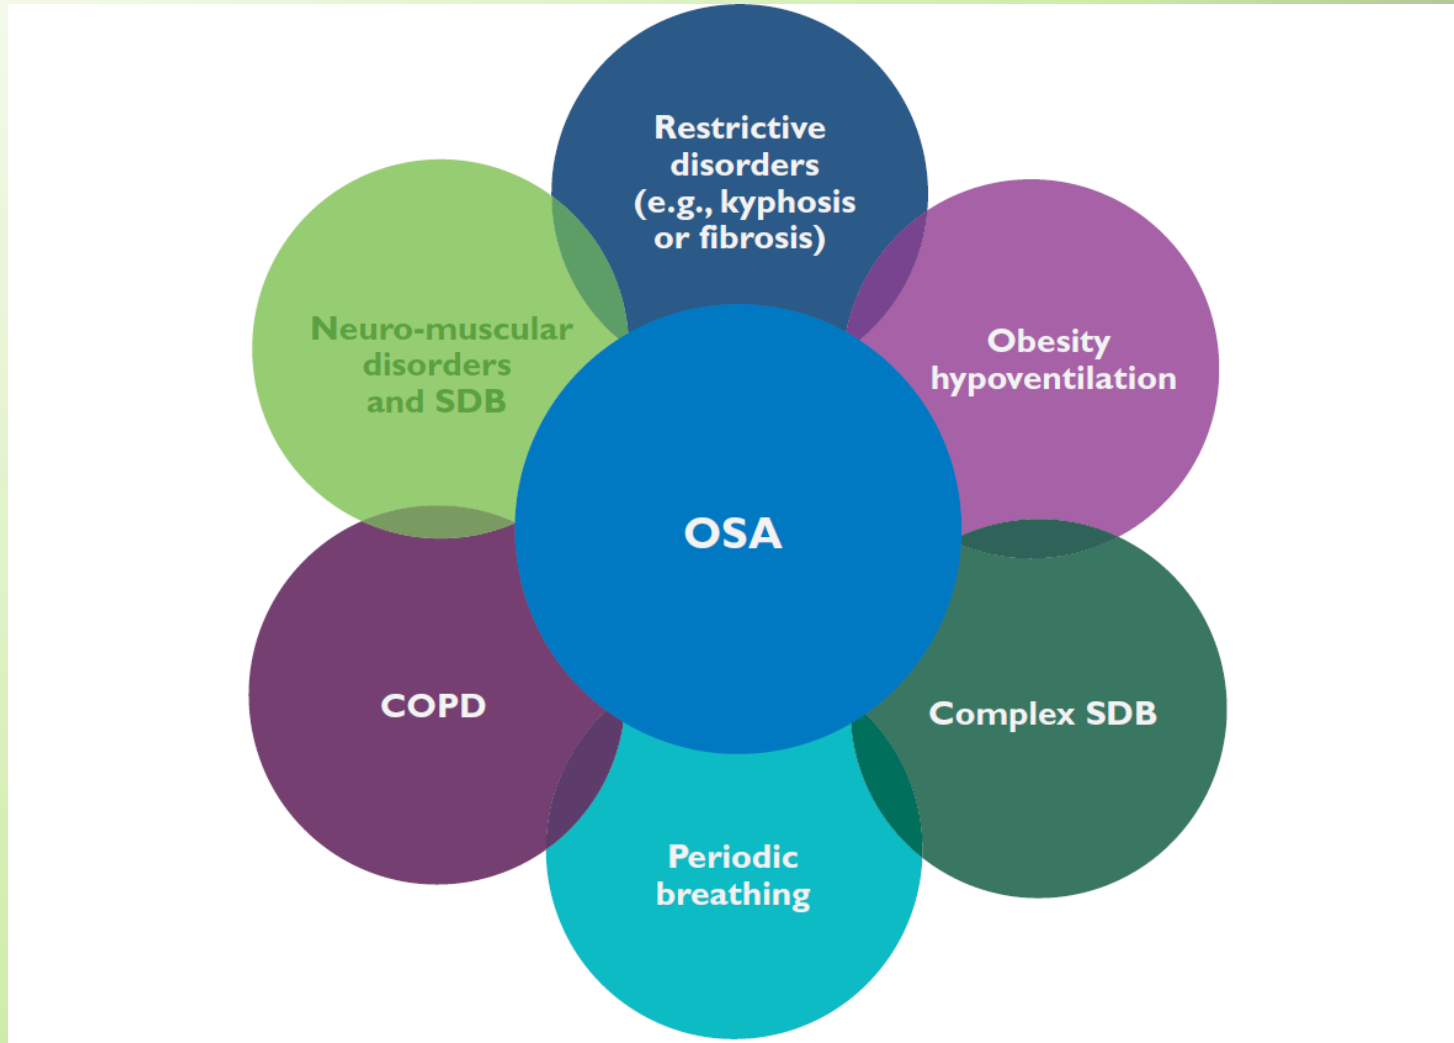 Restrictive
disorders
(e.g., kyphosis
or fibrosis)
Neuro-muscular
disorders
and SDB
Obesity
hypoventilation
OSA
COPD
Complex SDB
Periodic
breathing